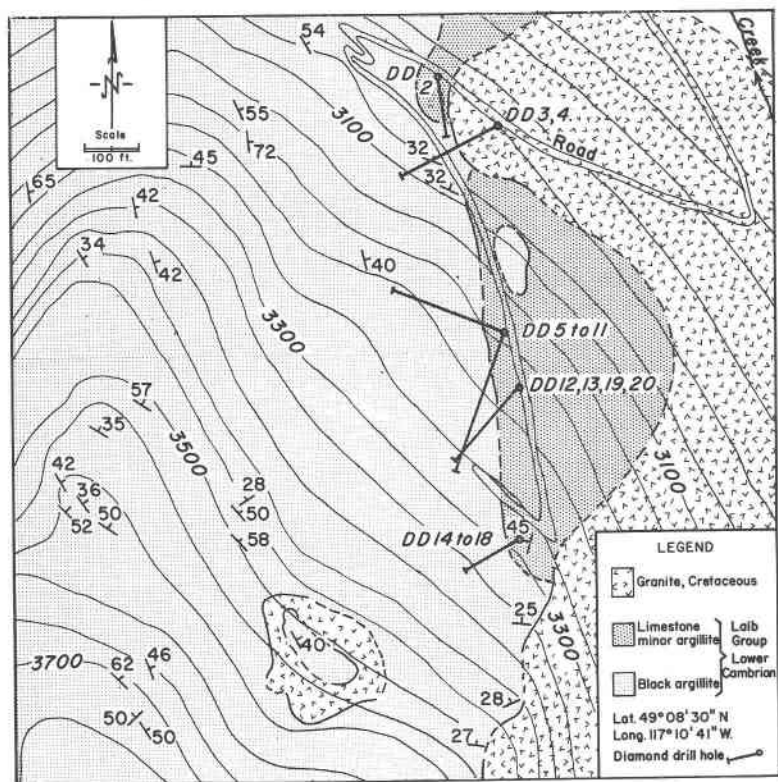 N
Scale
100 ft.
54
DD 1
2
Creek
DD3,4
Road
3100
55
72
32
32
45
65
42
34
42
40
3300
DD 5 to 11
DD12,13,19,20
57
35
3500
42
36
52
50
28
50
58
3100
DD 14 to 18
45
25
3300
40
3700
62
46
50
50
28
27
LEGEND
Granite, Cretaceous
Limestone
minor argillite
Black argillite
Laib
Group
Lower
Cambrian
Lat. 49° 08' 30" N
Long. 117° 10' 41" W.
Diamond drill hole